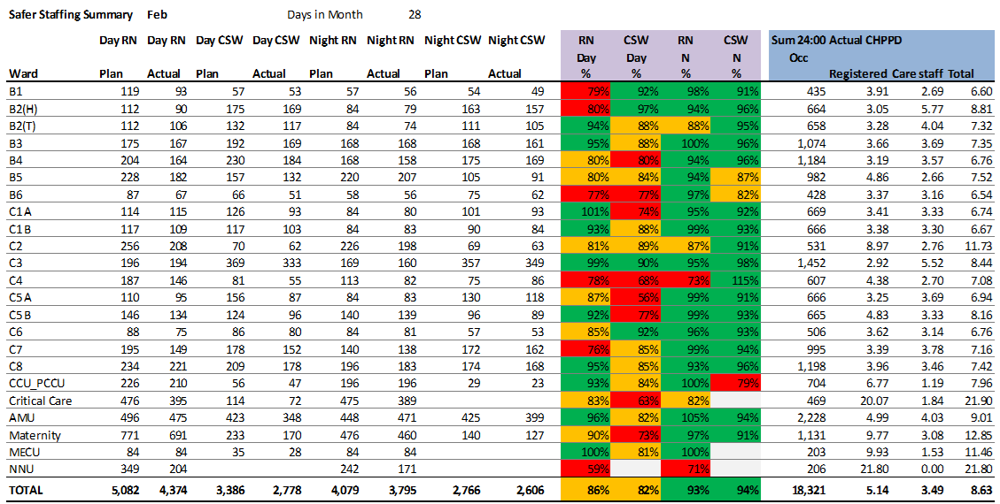 Safer Staffing Summary Feb Days in Month 28
Day RN Day RN Day CSW Day CSW Night RN Night RN Night CSW Night CSW RN CSW RN CSW Sum 24:00 Actual CHPPD
Day Day N N Occ
Ward Plan Actual Plan Actual Plan Actual Plan Actual % % % % Registered Care staff Total
B1 119 93 57 53 57 56 54 49 79% 92% 98% 91% 435 3.91 2.69 6.60
B2(H) 112 90 175 169 84 79 163 157 80% 97% 94% 96% 664 3.05 5.77 8.81
B2(T) 112 106 132 117 84 74 111 105 94% 88% 88% 95% 658 3.28 4.04 7.32
B3 175 167 192 169 168 168 168 161 95% 88% 100% 96% 1,074 3.66 3.69 7.35
B4 204 164 230 184 168 158 175 169 80% 80% 94% 96% 1,184 3.19 3.57 6.76
B5 228 182 157 132 220 207 105 91 80% 84% 94% 87% 982 4.86 2.66 7.52
B6 87 67 66 51 58 56 75 62 77% 77% 97% 82% 428 3.37 3.16 6.54
C1A 114 115 126 93 84 80 101 93 101% 74% 95% 92% 669 3.41 3.33 6.74
C1B 117 109 117 103 84 83 90 84 93% 88% 99% 93% 666 3.38 3.30 6.67
C2 256 208 70 62 226 198 69 63 81% 89% 87% 91% 531 8.97 2.76 11.73
C3 196 194 369 333 169 160 357 349 99% 90% 95% 98% 1,452 2.92 5.52 8.44
C4 187 146 81 55 113 82 75 86 78% 68% 73% 115% 607 4.38 2.70 7.08
C5A 110 95 156 87 84 83 130 118 87% 56% 99% 91% 666 3.25 3.69 6.94
C5B 146 134 124 96 140 139 96 89 92% 77% 99% 93% 665 4.83 3.33 8.16
C6 88 75 86 80 84 81 57 53 85% 92% 96% 93% 506 3.62 3.14 6.76
C7 195 149 178 152 140 138 172 162 76% 85% 99% 94% 995 3.39 3.78 7.16
C8 234 221 209 178 196 183 174 168 95% 85% 93% 96% 1,198 3.96 3.46 7.42
CCU_PCCU 226 210 56 47 196 196 29 23 93% 84% 100% 79% 704 6.77 1.19 7.96
Critical Care 476 395 114 72 475 389 83% 63% 82% 469 20.07 1.84 21.90
AMU 496 475 423 348 448 471 425 399 96% 82% 105% 94% 2,228 4.99 4.03 9.01
Maternity 771 691 233 170 476 460 140 127 90% 73% 97% 91% 1,131 9.77 3.08 12.85
MECU 84 84 35 28 84 84 100% 81% 100% 203 9.93 1.53 11.46
NNU 349 204 242 171 59% 71% 206 21.80 0.00 21.80
TOTAL 5,082 4,374 3,386 2,778 4,079 3,795 2,766 2,606 86% 82% 93% 94% 18,321 5.14 3.49 8.63